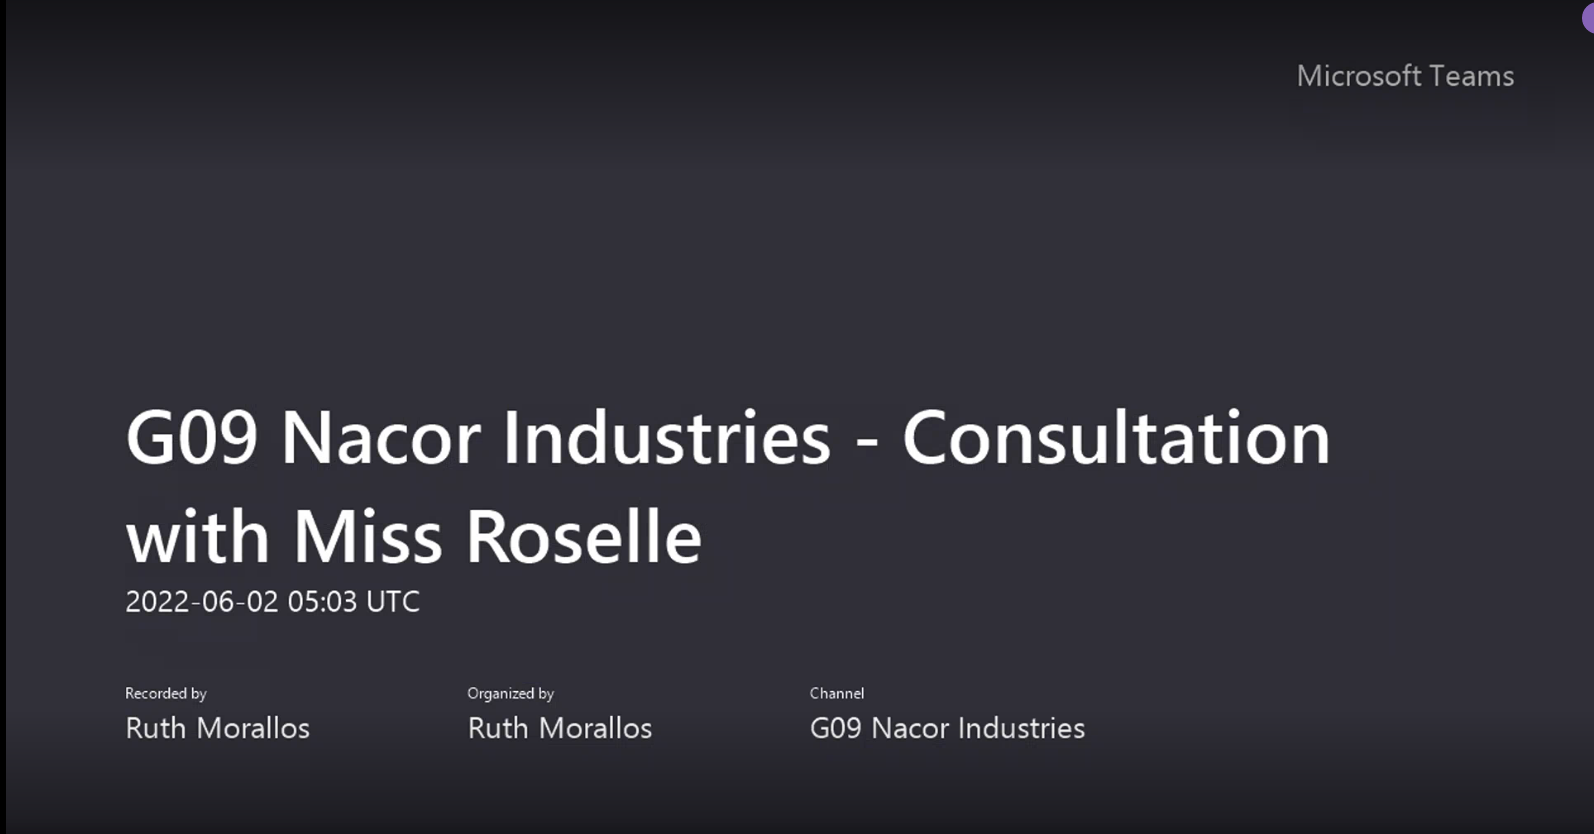 Microsoft Teams
G09 Nacor Industries - Consultation
with Miss Roselle
2022-06-02 05:03 UTC
Recorded by
Ruth Morallos
Organized by
Ruth Morallos
Channel
G09 Nacor Industries